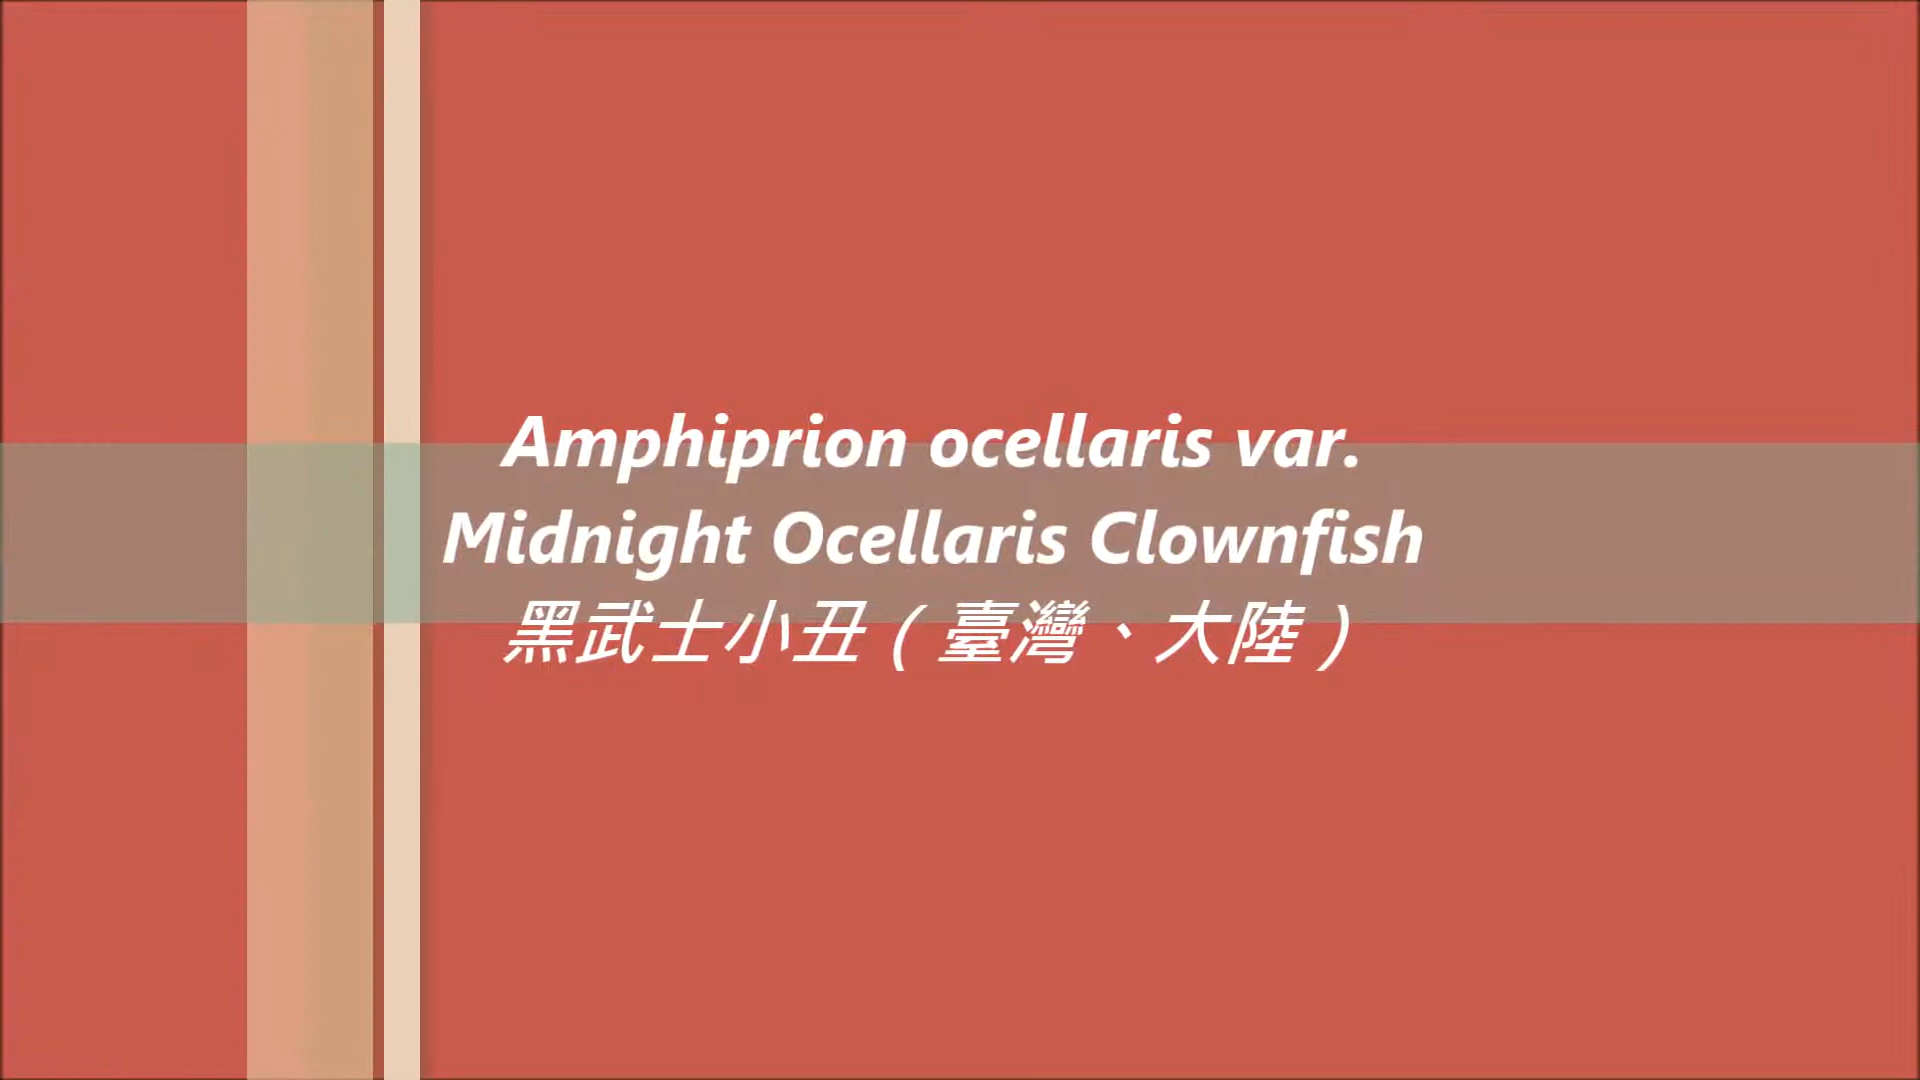 Amphiprion ocellaris var.
Midnight Ocellaris Clownfish
黑武士小丑（臺灣、大陸）